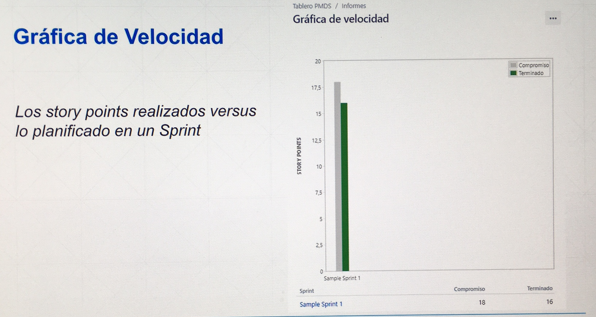 Gráfica de Velocidad
Los story points realizados versus
lo planificado en un Sprint
Tablero PMDS / Informes
Gráfica de velocidad
...
20
17,5
15
12,5
10
7,5
5
2,5
0
STORY POINTS
Compromiso
Terminado
Sample Sprint 1
Sprint Compromiso Terminado
Sample Sprint 1 18 16